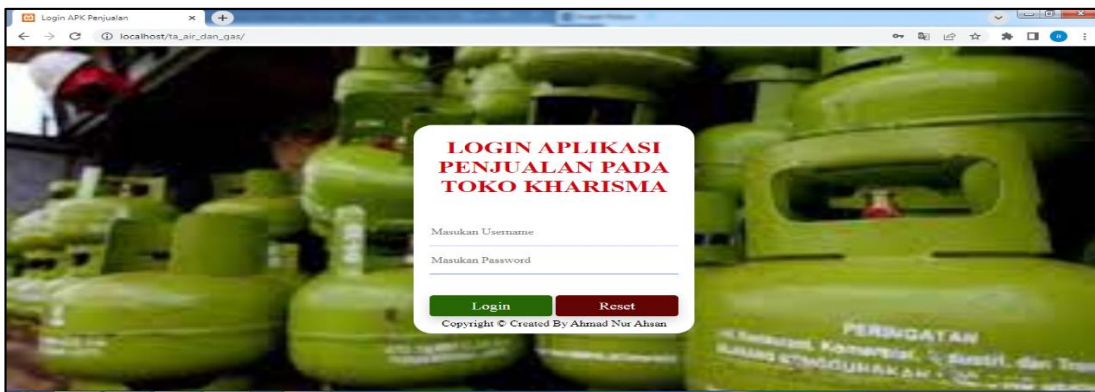 Login APK Penjualan
localhost/ta_air_dan_gas/
LOGIN APLIKASI
PENJUALAN PADA
TOKO KHARISMA
Masukan Username
Masukan Password
Login
Reset
Copyright © Created By Ahmad Nur Ahsan
PERINGATAN